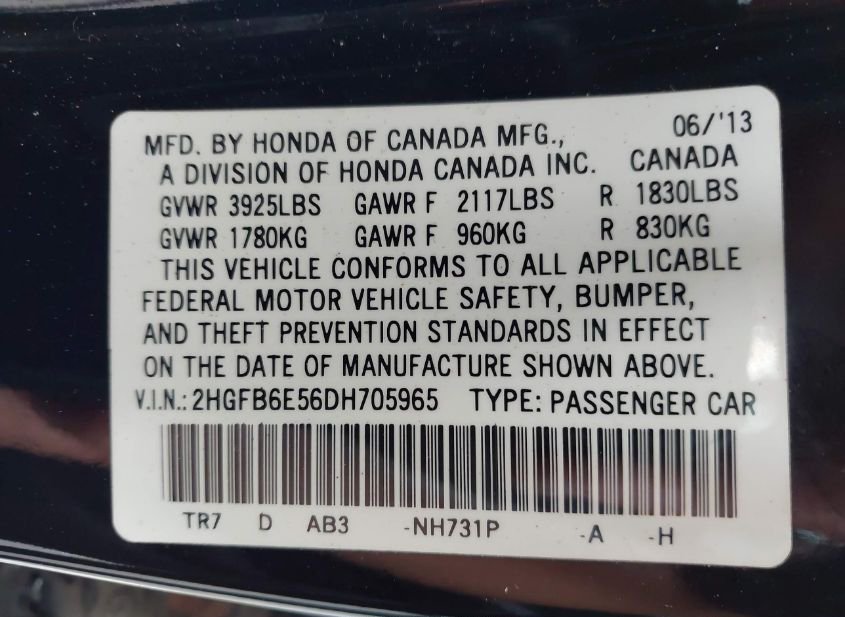 06/'13
MFD. BY HONDA OF CANADA MFG.,
A DIVISION OF HONDA CANADA INC. CANADA
GVWR 3925LBS GAWR F 2117LBS R 1830LBS
GVWR 1780KG GAWR F 960KG R 830KG
THIS VEHICLE CONFORMS TO ALL APPLICABLE
FEDERAL MOTOR VEHICLE SAFETY, BUMPER,
AND THEFT PREVENTION STANDARDS IN EFFECT
ON THE DATE OF MANUFACTURE SHOWN ABOVE.
V.I.N.: 2HGFB6E56DH705965 TYPE: PASSENGER CAR
TR7 D AB3 -NH731P -A -H